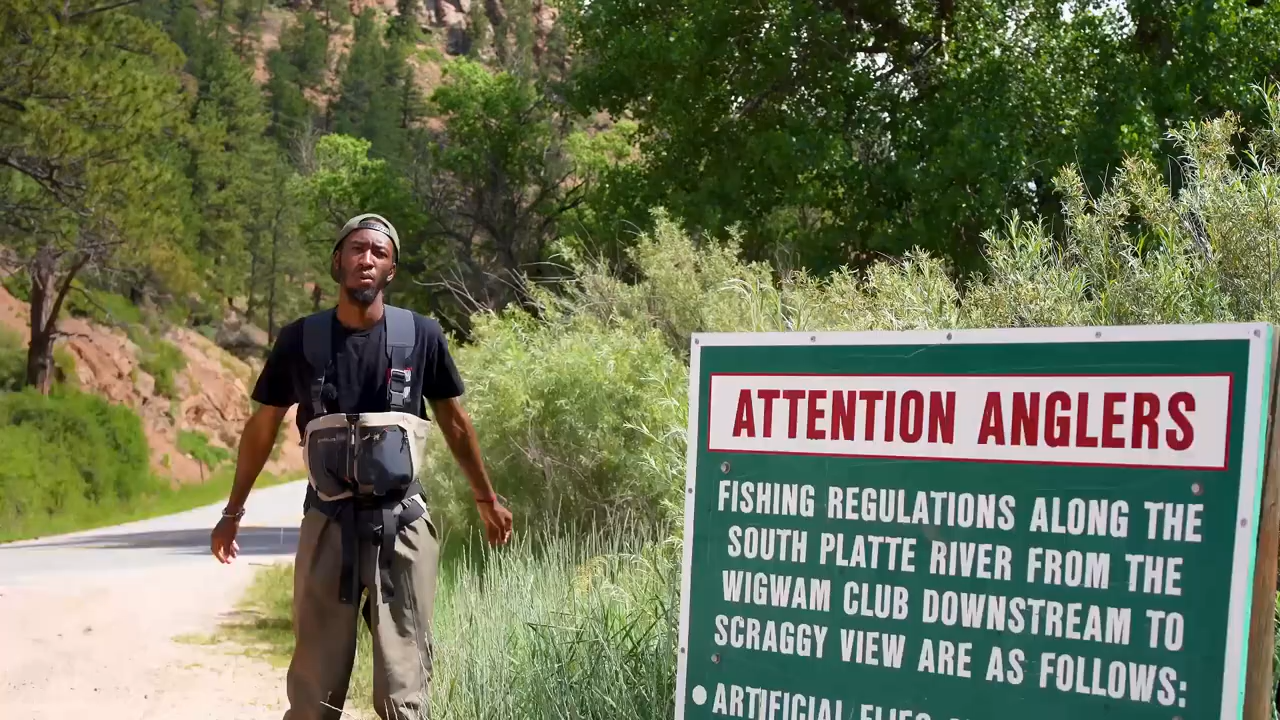 ATTENTION ANGLERS
FISHING REGULATIONS ALONG THE
SOUTH PLATTE RIVER FROM THE
WIGWAM CLUB DOWNSTREAM TO
SCRAGGY VIEW ARE AS FOLLOWS:
ARTIFICIAL FLIES